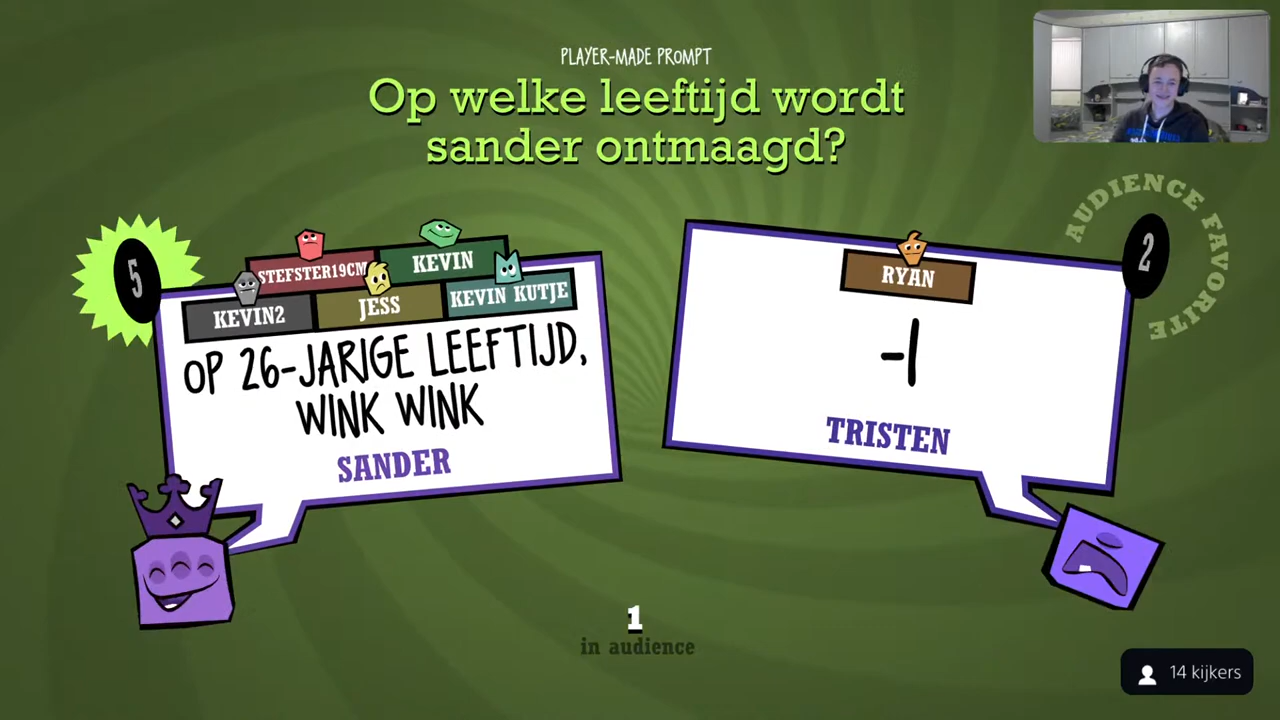 PLAYER-MADE PROMPT
Op welke leeftijd wordt
sander ontmaagd?
5
STEFSTER19CM
KEVIN
KEVIN2
JESS
KEVIN KUTJE
OP 26-JARIGE LEEFTIJD,
WINK WINK
SANDER
AUDIENCE FAVORITE
2
RYAN
-1
TRISTEN
1
in audience
14 kijkers